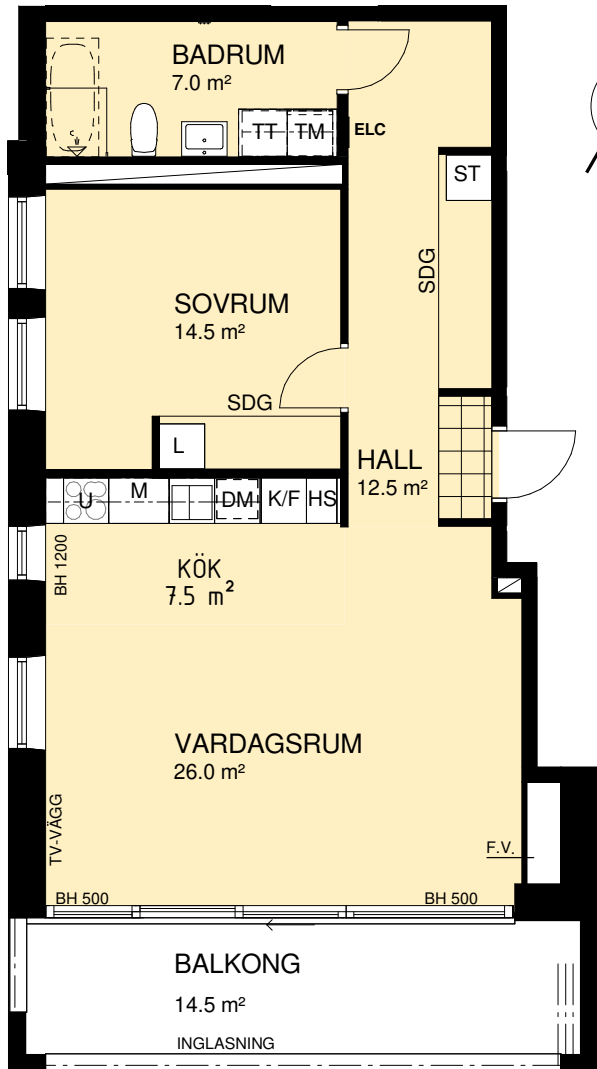 BADRUM
7.0 m²
TT
TM
ELC
ST
SDG
SOVRUM
14.5 m²
SDG
L
HALL
12.5 m²
U
M
DM
K/F
HS
BH 1200
KÖK
7.5 m²
VARDAGSRUM
26.0 m²
TV-VÄGG
F.V.
BH 500
BH 500
BALKONG
14.5 m²
INGLASNING